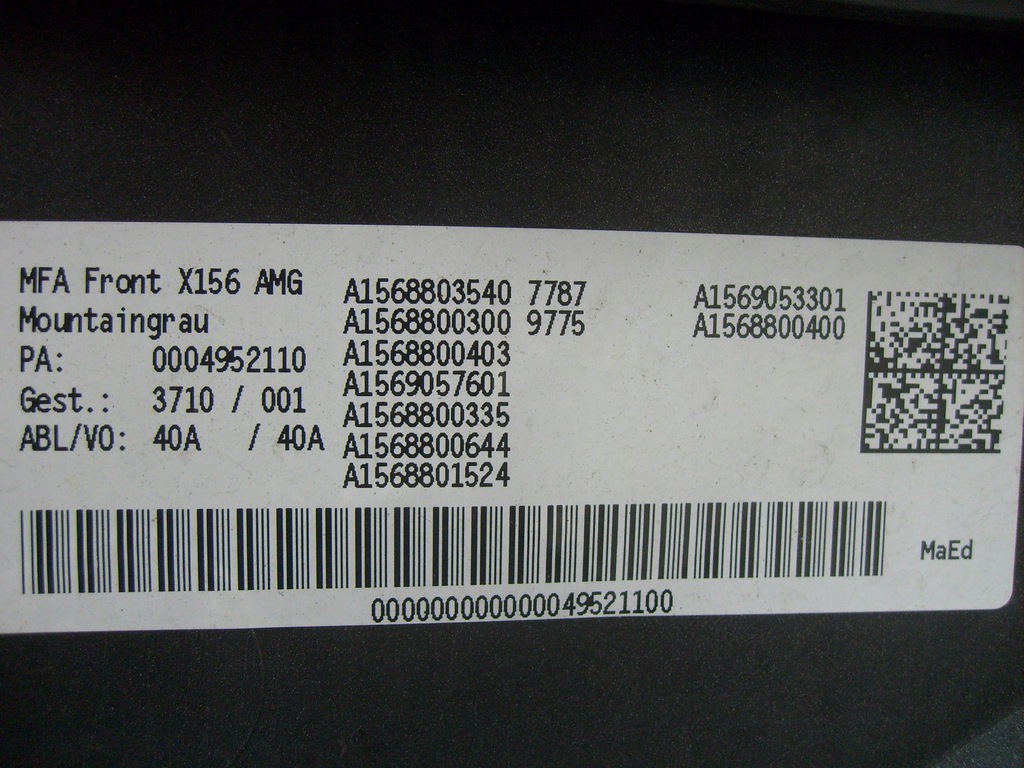 MFA Front X156 AMG
Mountaingrau
PA: 0004952110
Gest.: 3710 / 001
ABL/VO: 40A / 40A
A1568803540 7787
A1568800300 9775
A1568800403
A1569057601
A1568800335
A1568800644
A1568801524
A1569053301
A1568800400
MaEd
000000000000049521100